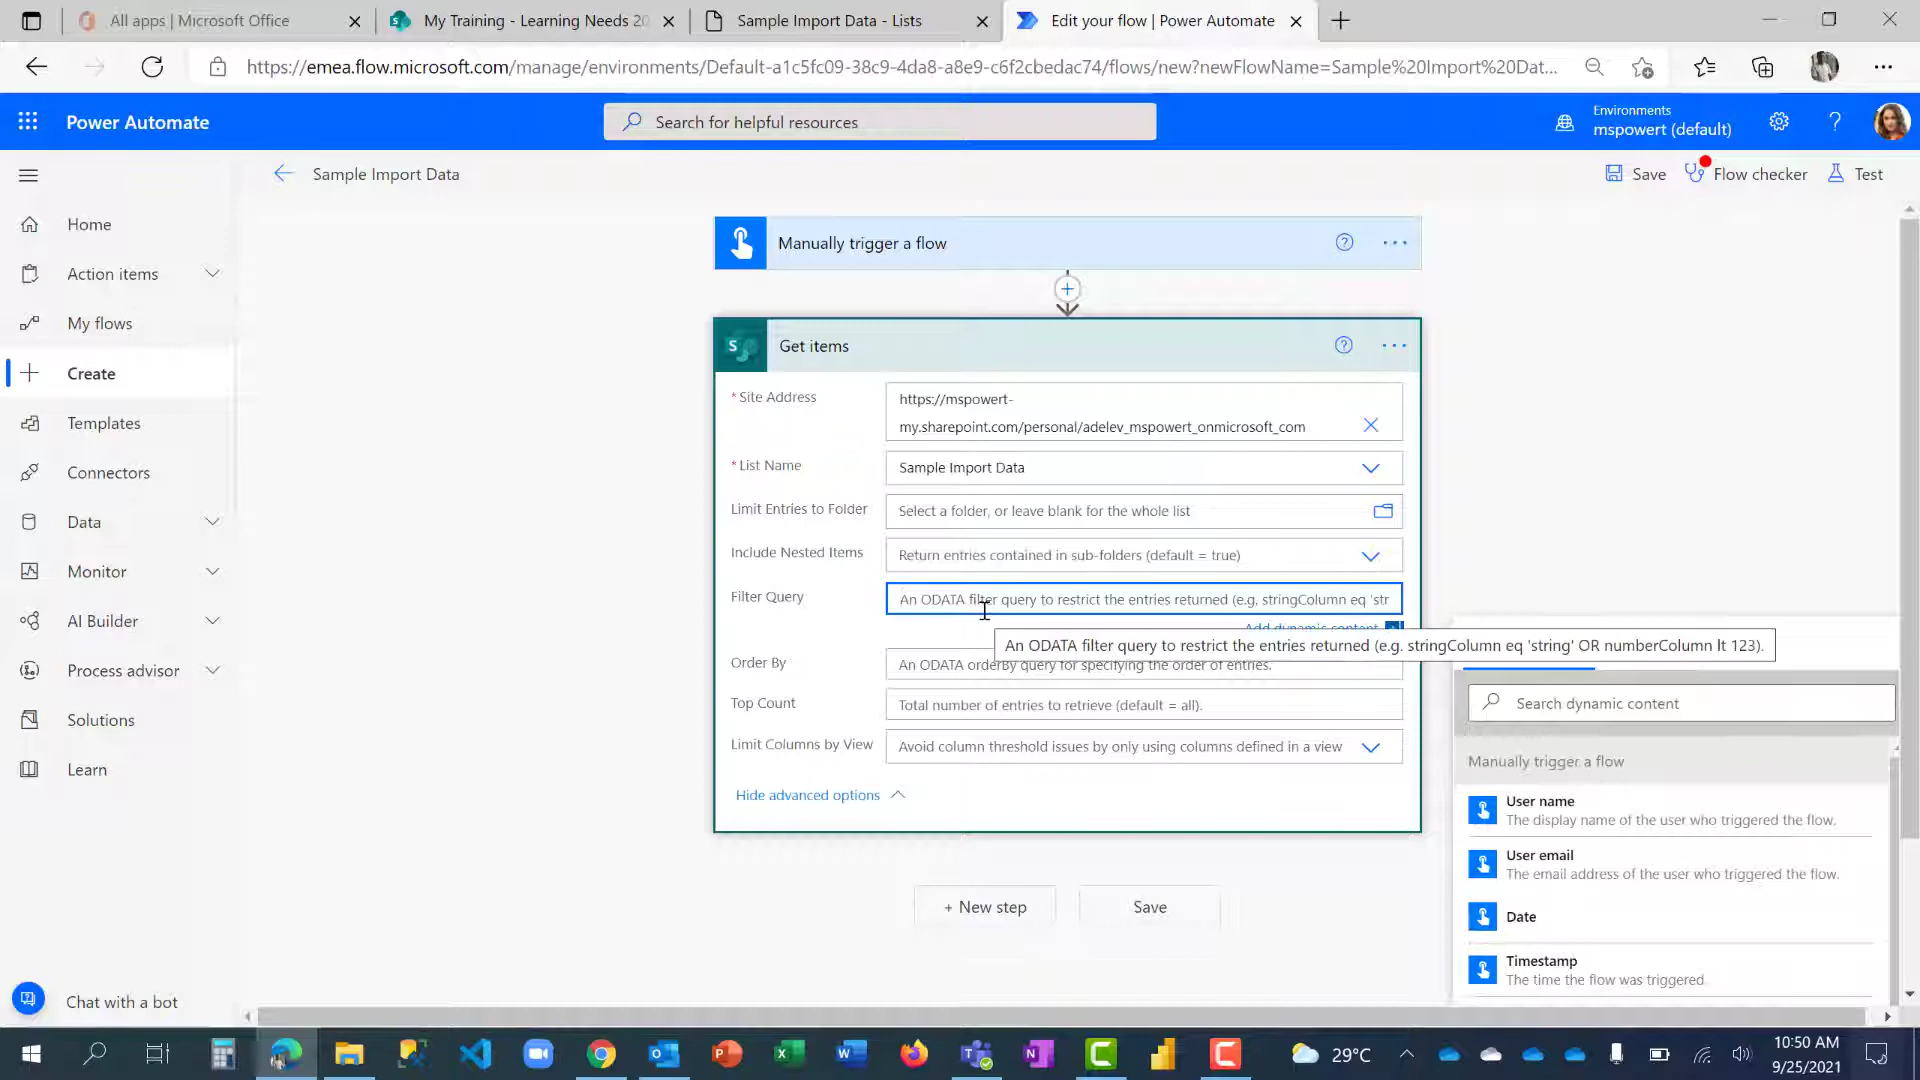 All apps | Microsoft Office
My Training - Learning Needs 20
Sample Import Data - Lists
Edit your flow | Power Automate
https://emea.flow.microsoft.com/manage/environments/Default-a1c5fc09-38c9-4da8-a8e9-c6f2cbedac74/flows/new?newFlowName=Sample%20Import%20Dat...
Power Automate
Search for helpful resources
Environments
mspowert (default)
Sample Import Data
Save
Flow checker
Test
Home
Action items
My flows
Create
Templates
Connectors
Data
Monitor
AI Builder
Process advisor
Solutions
Learn
Chat with a bot
Manually trigger a flow
Get items
* Site Address
https://mspowert-
my.sharepoint.com/personal/adelev_mspowert_onmicrosoft_com
* List Name
Sample Import Data
Limit Entries to Folder
Select a folder, or leave blank for the whole list
Include Nested Items
Return entries contained in sub-folders (default = true)
Filter Query
An ODATA filter query to restrict the entries returned (e.g. stringColumn eq 'str
Add dynamic content
An ODATA filter query to restrict the entries returned (e.g. stringColumn eq 'string' OR numberColumn lt 123).
Order By
An ODATA orderBy query for specifying the order of entries.
Top Count
Total number of entries to retrieve (default = all).
Limit Columns by View
Avoid column threshold issues by only using columns defined in a view
Hide advanced options
+ New step
Save
Search dynamic content
Manually trigger a flow
User name
The display name of the user who triggered the flow.
User email
The email address of the user who triggered the flow.
Date
Timestamp
The time the flow was triggered.
29°C
10:50 AM
9/25/2021